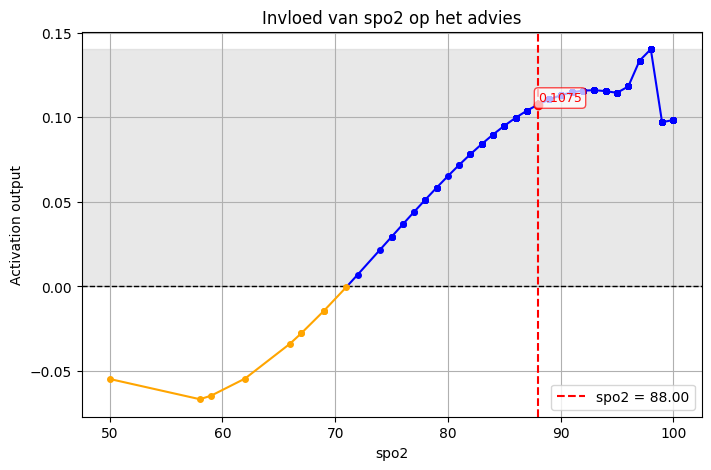 Invloed van spo2 op het advies
Activation output
0.15
0.10
0.05
0.00
−0.05
0.1075
spo2 = 88.00
50 60 70 80 90 100
spo2